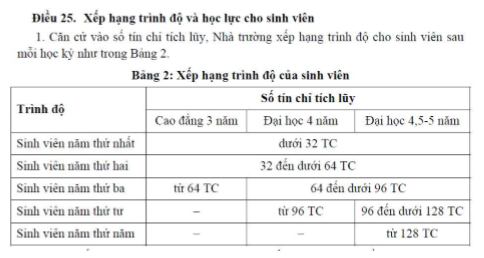 Điều 25. Xếp hạng trình độ và học lực cho sinh viên
1. Căn cứ vào số tín chỉ tích lũy, Nhà trường xếp hạng trình độ cho sinh viên sau
mỗi học kỳ như trong Bảng 2.
Bảng 2: Xếp hạng trình độ của sinh viên
Trình độ Số tín chỉ tích lũy
Cao đẳng 3 năm Đại học 4 năm Đại học 4,5-5 năm
Sinh viên năm thứ nhất dưới 32 TC
Sinh viên năm thứ hai 32 đến dưới 64 TC
Sinh viên năm thứ ba từ 64 TC 64 đến dưới 96 TC
Sinh viên năm thứ tư – từ 96 TC 96 đến dưới 128 TC
Sinh viên năm thứ năm – – từ 128 TC